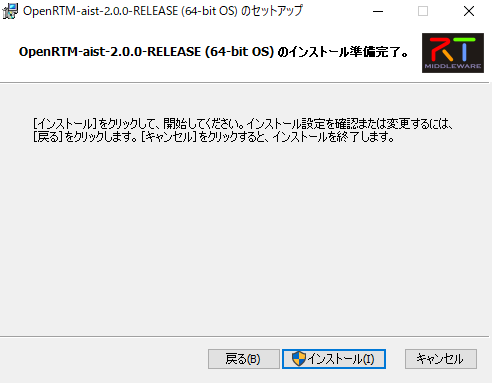 OpenRTM-aist-2.0.0-RELEASE (64-bit OS) のセットアップ
OpenRTM-aist-2.0.0-RELEASE (64-bit OS) のインストール準備完了。
RT
MIDDLEWARE
[インストール]をクリックして、開始してください。インストール設定を確認または変更するには、
[戻る]をクリックします。[キャンセル]をクリックすると、インストールを終了します。
戻る(B)
インストール(I)
キャンセル